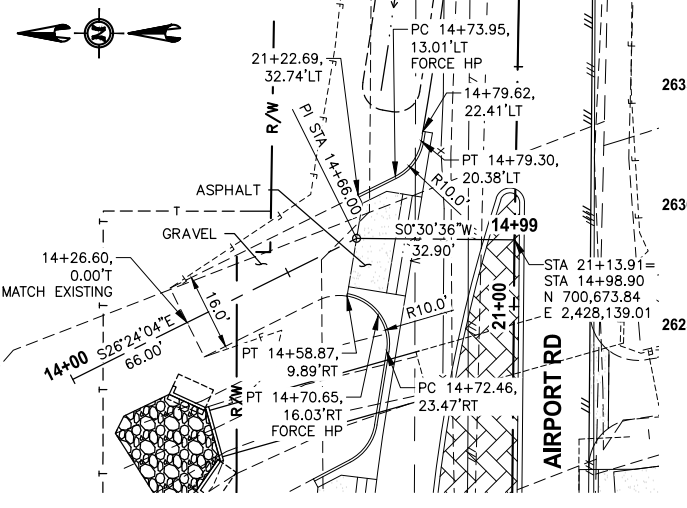 N
PC 14+73.95,
13.01'LT
FORCE HP
21+22.69,
32.74'LT
R/W
PI STA 14+66.00
14+79.62,
22.41'LT
PT 14+79.30,
20.38'LT
R10.0'
263
ASPHALT
GRAVEL
S0°30'36"W
32.90'
14+99
263
14+26.60,
0.00'T
MATCH EXISTING
STA 21+13.91=
STA 14+98.90
N 700,673.84
E 2,428,139.01
16.0'
R10.0'
21+00
262
14+00
S26°24'04"E
66.00'
PT 14+58.87,
9.89'RT
PT 14+70.65,
16.03'RT
FORCE HP
PC 14+72.46,
23.47'RT
R/W
AIRPORT RD
T
T
T
T
T
F
F